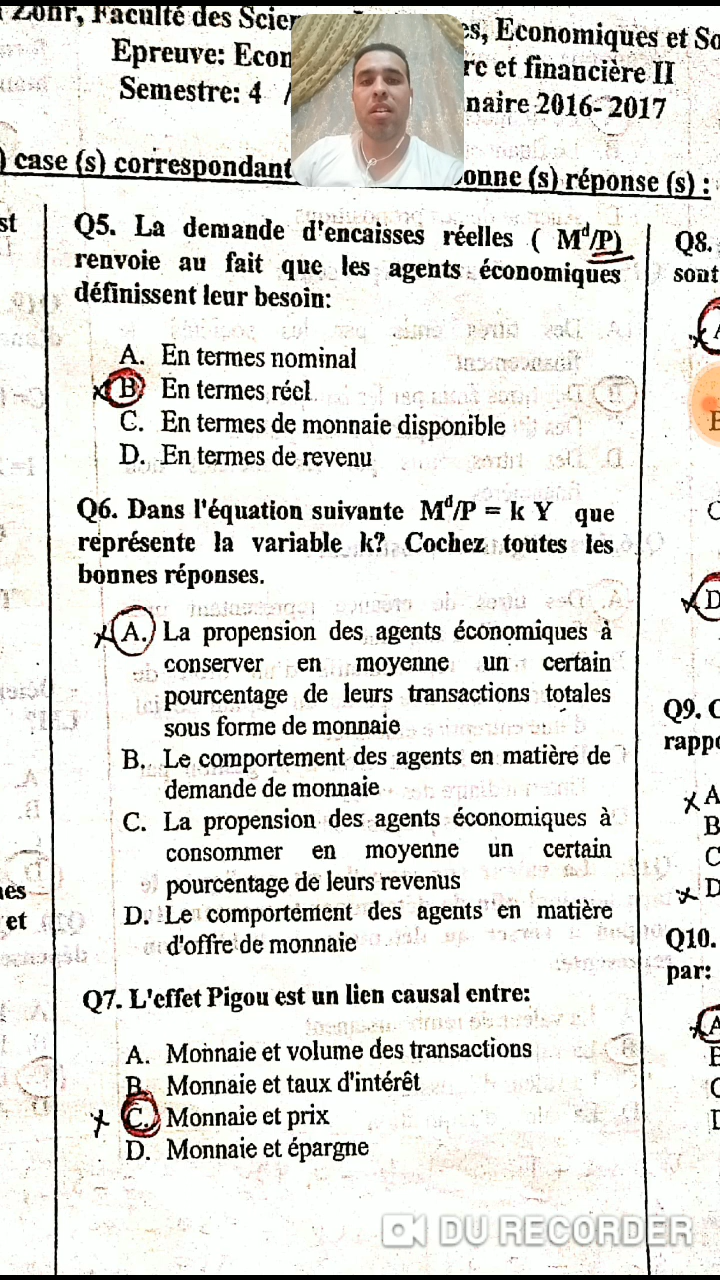 Zohr, Faculté des es, Economiques et
Epreuve: re et financière II
Semestre: 4 / naire 2016-2017
case (s) correspondant onne (s) réponse (s) :
st
Q5. La demande d'encaisses réelles ( Mᵈ/P)
renvoie au fait que les agents économiques
définissent leur besoin:
A. En termes nominal
B En termes réel
C. En termes de monnaie disponible
D. En termes de revenu
Q6. Dans l'équation suivante Mᵈ/P = k Y que
représente la variable k? Cochez toutes les
bonnes réponses.
A. La propension des agents économiques à
conserver en moyenne un certain
pourcentage de leurs transactions totales
sous forme de monnaie
B. Le comportement des agents en matière de
demande de monnaie
C. La propension des agents économiques à
consommer en moyenne un certain
pourcentage de leurs revenus
D. Le comportement des agents en matière
d'offre de monnaie
es
et
Q7. L'effet Pigou est un lien causal entre:
A. Monnaie et volume des transactions
B. Monnaie et taux d'intérêt
C. Monnaie et prix
D. Monnaie et épargne
Q8.
sont
D
Q9.
rappo
A
B
C
D
Q10.
par:
A
DU RECORDER